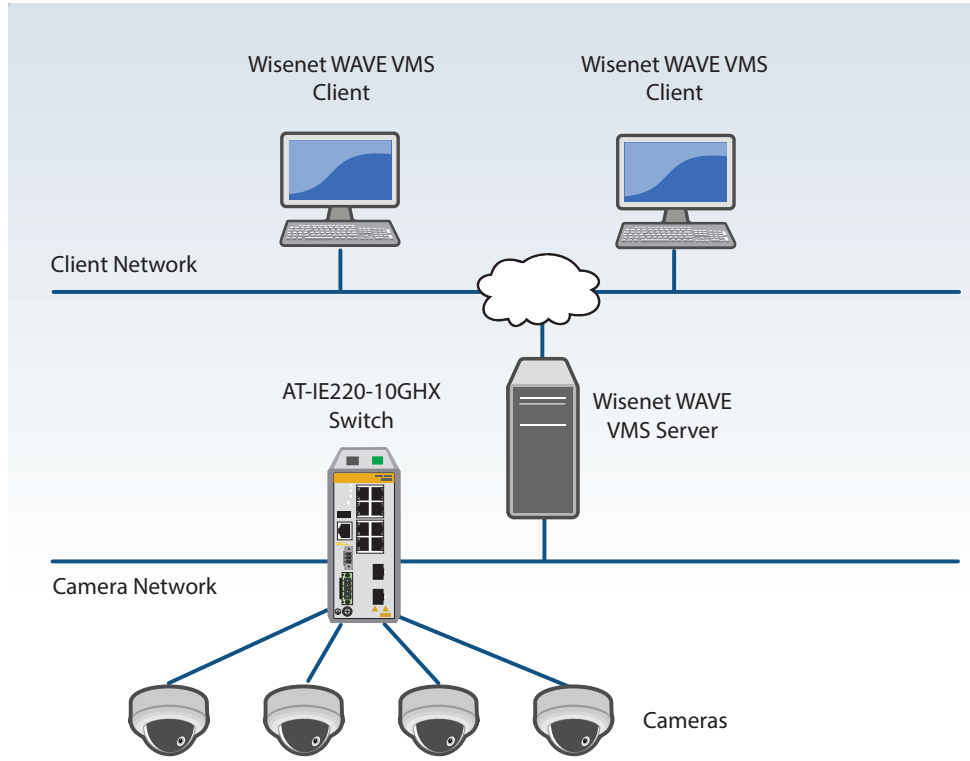 Wisenet WAVE VMS
Client
Wisenet WAVE VMS
Client
Client Network
AT-IE220-10GHX
Switch
Wisenet WAVE
VMS Server
Camera Network
Cameras